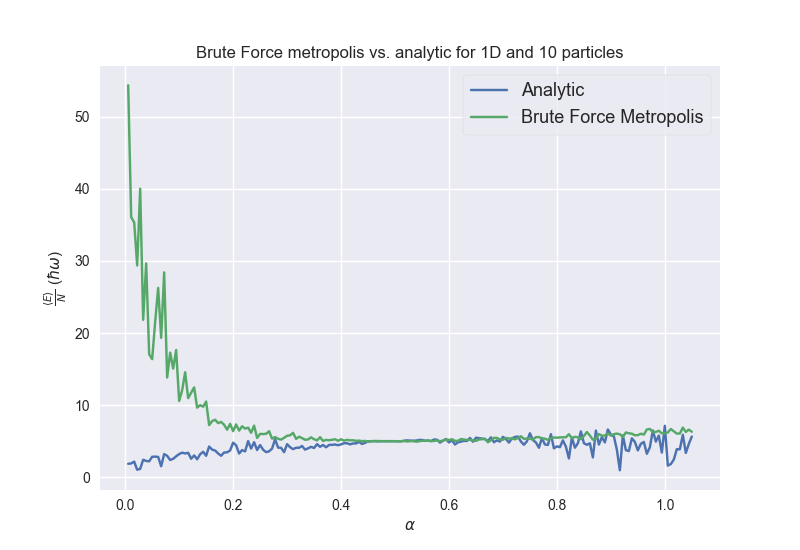 Brute Force metropolis vs. analytic for 1D and 10 particles
Analytic
Brute Force Metropolis
50
40
30
20
10
0
⟨E⟩/N (ħω)
0.0 0.2 0.4 0.6 0.8 1.0
α